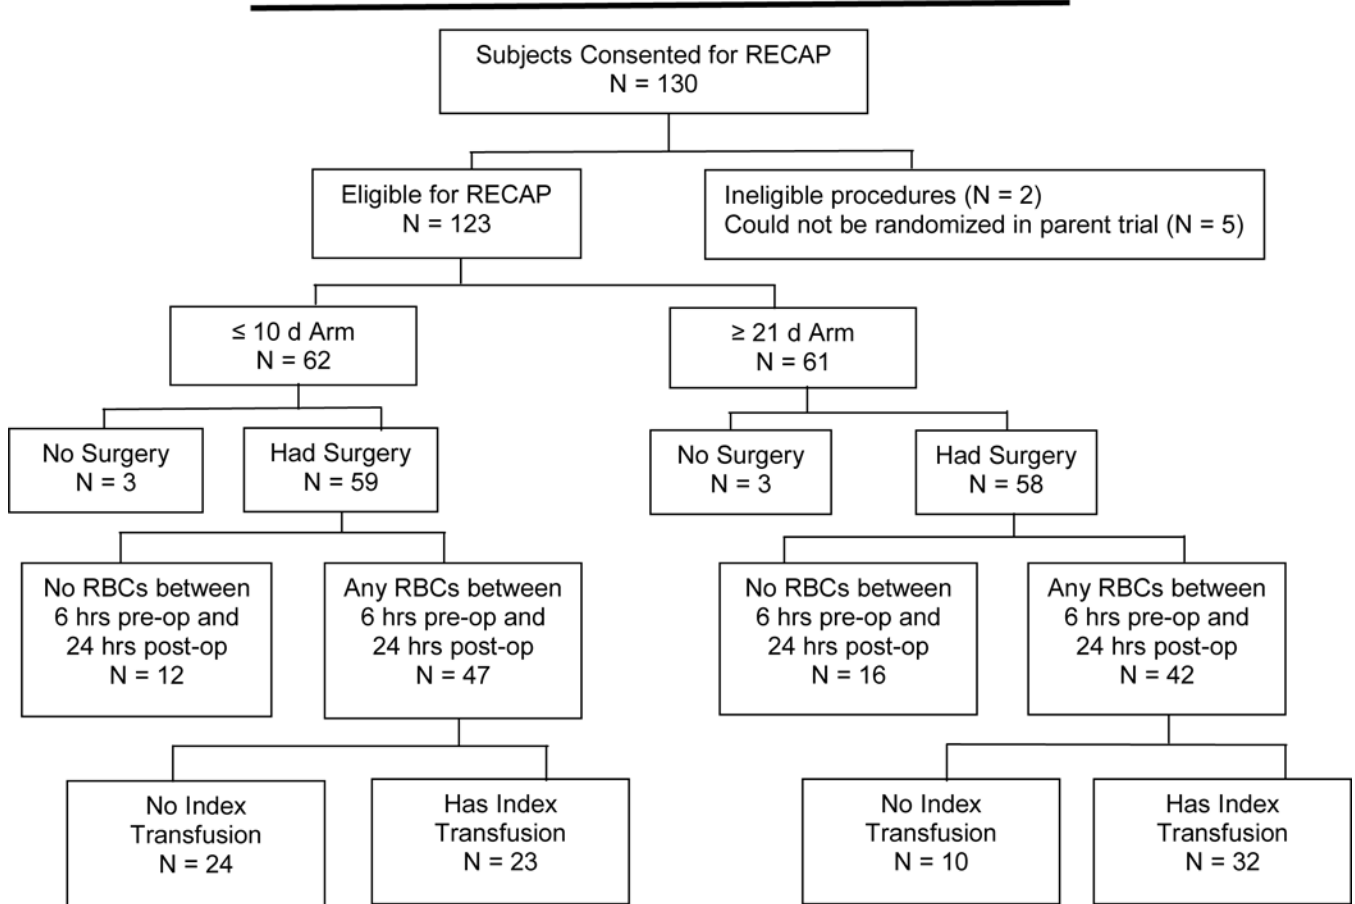 Subjects Consented for RECAP
N = 130
Eligible for RECAP
N = 123
Ineligible procedures (N = 2)
Could not be randomized in parent trial (N = 5)
≤ 10 d Arm
N = 62
≥ 21 d Arm
N = 61
No Surgery
N = 3
Had Surgery
N = 59
No Surgery
N = 3
Had Surgery
N = 58
No RBCs between
6 hrs pre-op and
24 hrs post-op
N = 12
Any RBCs between
6 hrs pre-op and
24 hrs post-op
N = 47
No RBCs between
6 hrs pre-op and
24 hrs post-op
N = 16
Any RBCs between
6 hrs pre-op and
24 hrs post-op
N = 42
No Index
Transfusion
N = 24
Has Index
Transfusion
N = 23
No Index
Transfusion
N = 10
Has Index
Transfusion
N = 32